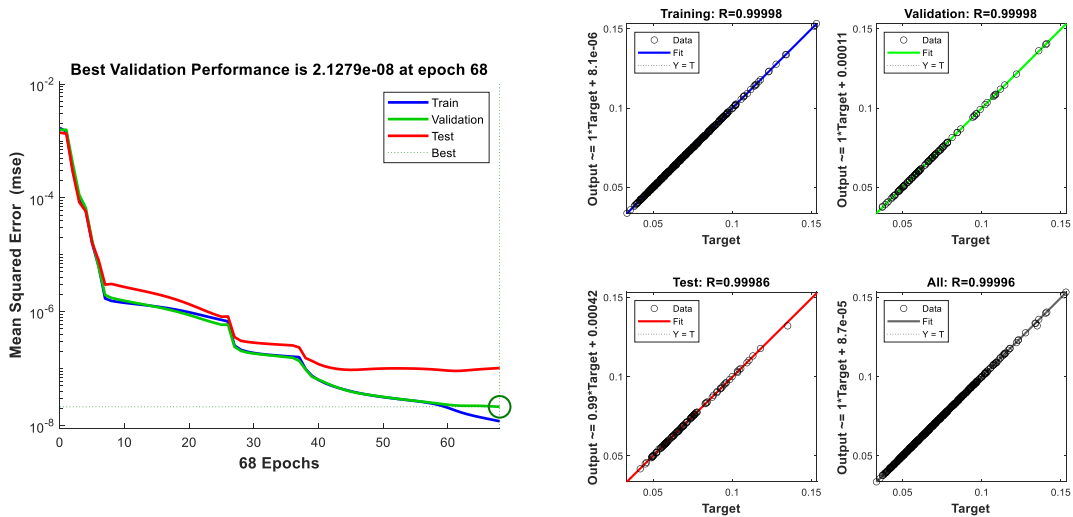 Best Validation Performance is 2.1279e-08 at epoch 68
Mean Squared Error (mse)
10-2
10-4
10-6
10-8
Train
Validation
Test
Best
0 10 20 30 40 50 60
68 Epochs
Training: R=0.99998
Output ~= 1*Target + 8.1e-06
0.15
0.1
0.05
Data
Fit
Y = T
0.05 0.1 0.15
Target
Validation: R=0.99998
Output ~= 1*Target + 0.00011
0.15
0.1
0.05
Data
Fit
Y = T
0.05 0.1 0.15
Target
Test: R=0.99986
Output ~= 0.99*Target + 0.00042
0.15
0.1
0.05
Data
Fit
Y = T
0.05 0.1 0.15
Target
All: R=0.99996
Output ~= 1*Target + 8.7e-05
0.15
0.1
0.05
Data
Fit
Y = T
0.05 0.1 0.15
Target